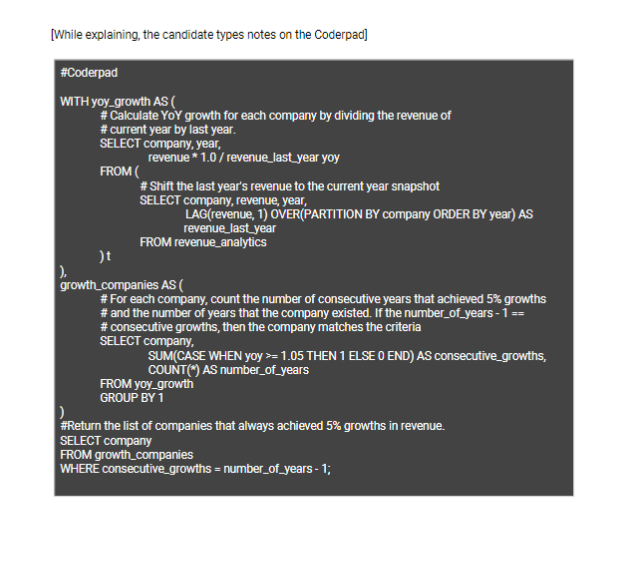 [While explaining, the candidate types notes on the Coderpad]
#Coderpad
WITH yoy_growth AS (
# Calculate YoY growth for each company by dividing the revenue of
# current year by last year.
SELECT company, year,
revenue * 1.0 / revenue_last_year yoy
FROM (
# Shift the last year's revenue to the current year snapshot
SELECT company, revenue, year,
LAG(revenue, 1) OVER(PARTITION BY company ORDER BY year) AS
revenue_last_year
FROM revenue_analytics
) t
),
growth_companies AS (
# For each company, count the number of consecutive years that achieved 5% growths
# and the number of years that the company existed. If the number_of_years - 1 ==
# consecutive growths, then the company matches the criteria
SELECT company,
SUM(CASE WHEN yoy >= 1.05 THEN 1 ELSE 0 END) AS consecutive_growths,
COUNT(*) AS number_of_years
FROM yoy_growth
GROUP BY 1
)
#Return the list of companies that always achieved 5% growths in revenue.
SELECT company
FROM growth_companies
WHERE consecutive_growths = number_of_years - 1;